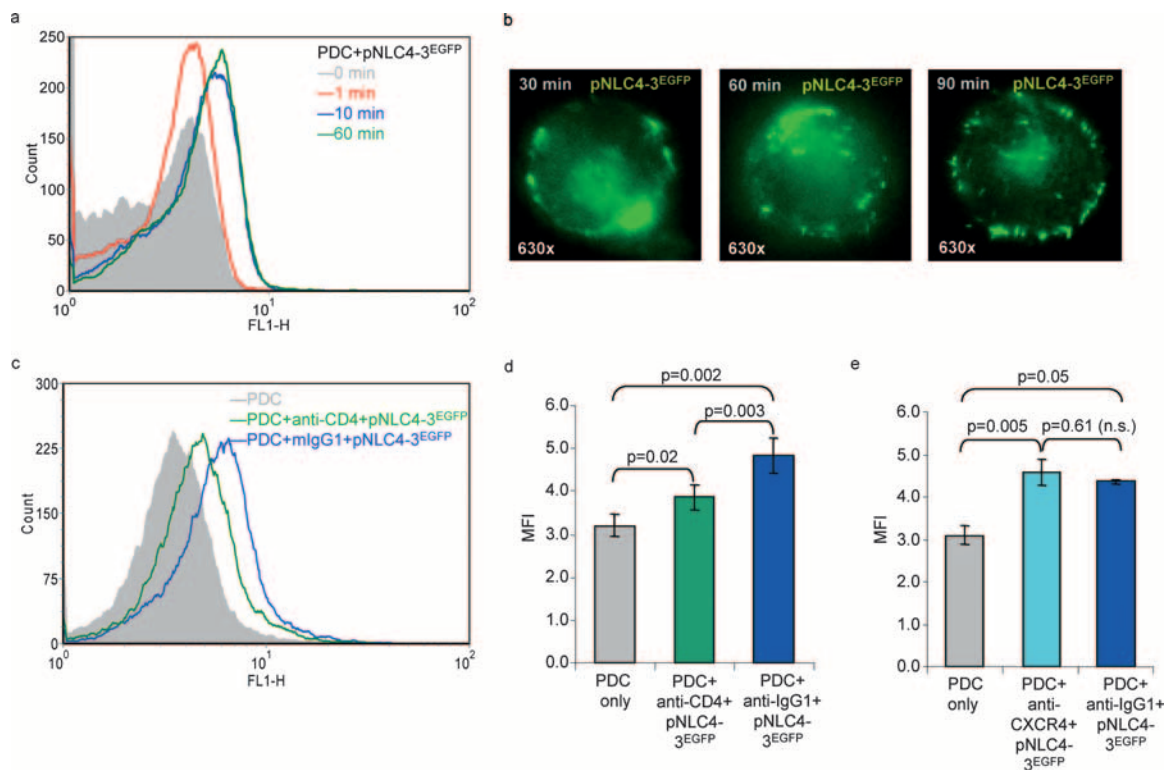 a
PDC+pNLC4-3EGFP
0 min
1 min
10 min
60 min
250
200
150
100
50
0
Count
100
101
102
FL1-H
b
30 min pNLC4-3EGFP
630x
60 min pNLC4-3EGFP
630x
90 min pNLC4-3EGFP
630x
c
PDC
PDC+anti-CD4+pNLC4-3EGFP
PDC+mIgG1+pNLC4-3EGFP
300
225
150
75
0
Count
100
101
102
FL1-H
d
p=0.002
p=0.003
p=0.02
6.0
5.0
4.0
3.0
2.0
1.0
0.0
MFI
PDC
only
PDC+
anti-CD4+
pNLC4-
3EGFP
PDC+
anti-IgG1+
pNLC4-
3EGFP
e
p=0.05
p=0.005
p=0.61 (n.s.)
6.0
5.0
4.0
3.0
2.0
1.0
0.0
MFI
PDC
only
PDC+
anti-
CXCR4+
pNLC4-
3EGFP
PDC+
anti-IgG1+
pNLC4-
3EGFP